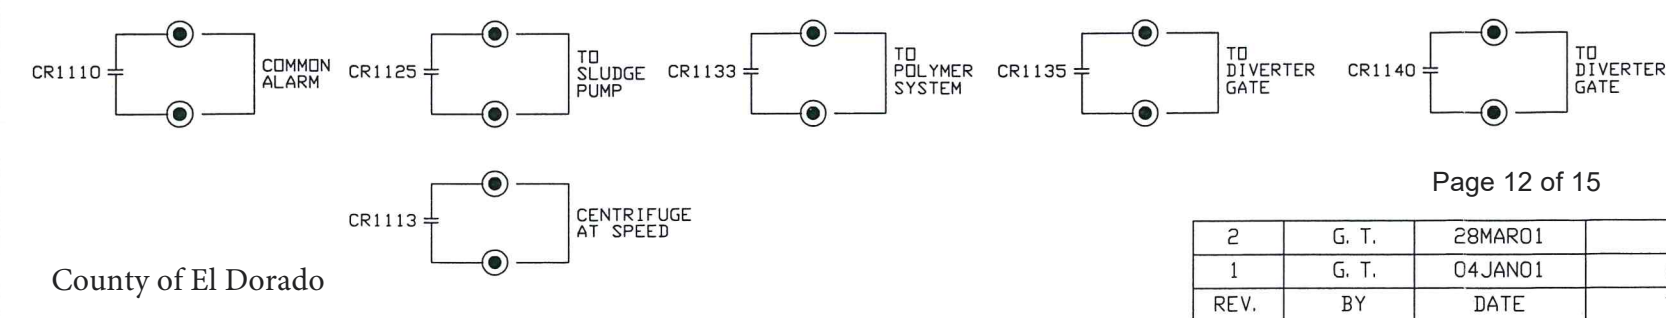 CR1110
COMMON
ALARM
CR1125
TO
SLUDGE
PUMP
CR1133
TO
POLYMER
SYSTEM
CR1135
TO
DIVERTER
GATE
CR1140
TO
DIVERTER
GATE
CR1113
CENTRIFUGE
AT SPEED
Page 12 of 15
County of El Dorado
2 G. T. 28MAR01
1 G. T. 04JAN01
REV. BY DATE